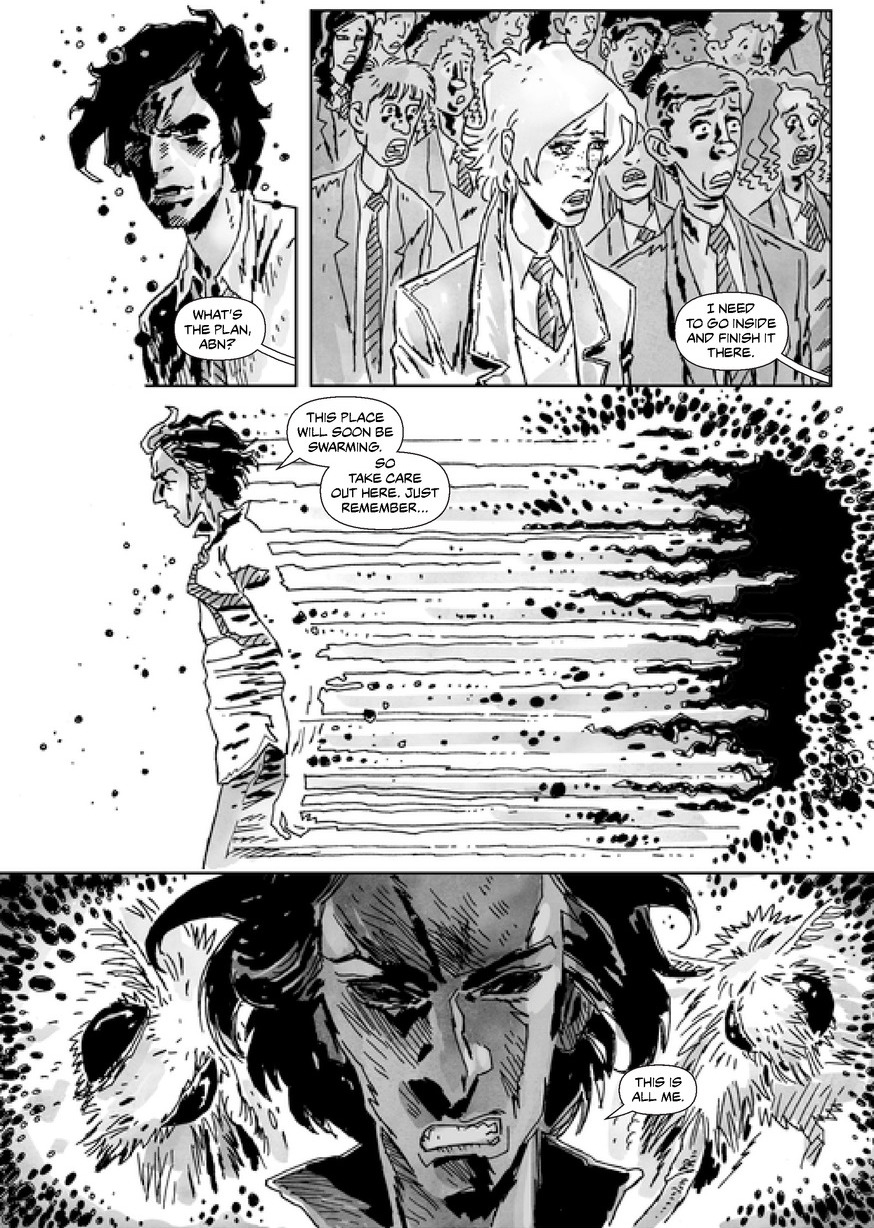 WHAT'S
THE PLAN,
ABN?
I NEED
TO GO INSIDE
AND FINISH IT
THERE.
THIS PLACE
WILL SOON BE
SWARMING.
SO
TAKE CARE
OUT HERE. JUST
REMEMBER...
THIS IS
ALL ME.